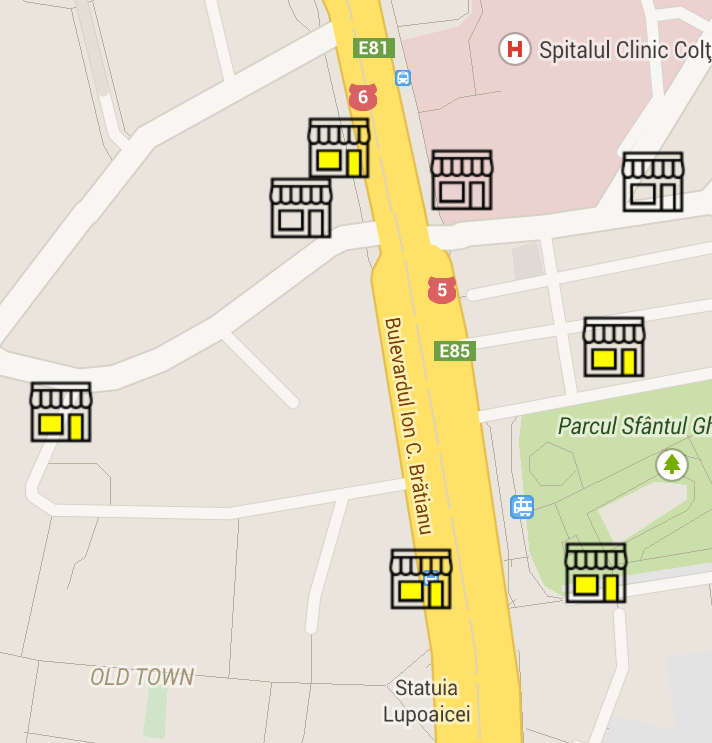 E81
H Spitalul Clinic Colț
6
5
E85
Bulevardul Ion C. Brătianu
Parcul Sfântul Gh
OLD TOWN
Statuia
Lupoaicei